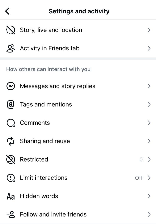 Settings and activity
Story, live and location
Activity in Friends tab
How others can interact with you
Messages and story replies
Tags and mentions
Comments
Sharing and reuse
Restricted
Limit interactions
Off
Hidden words
Follow and invite friends